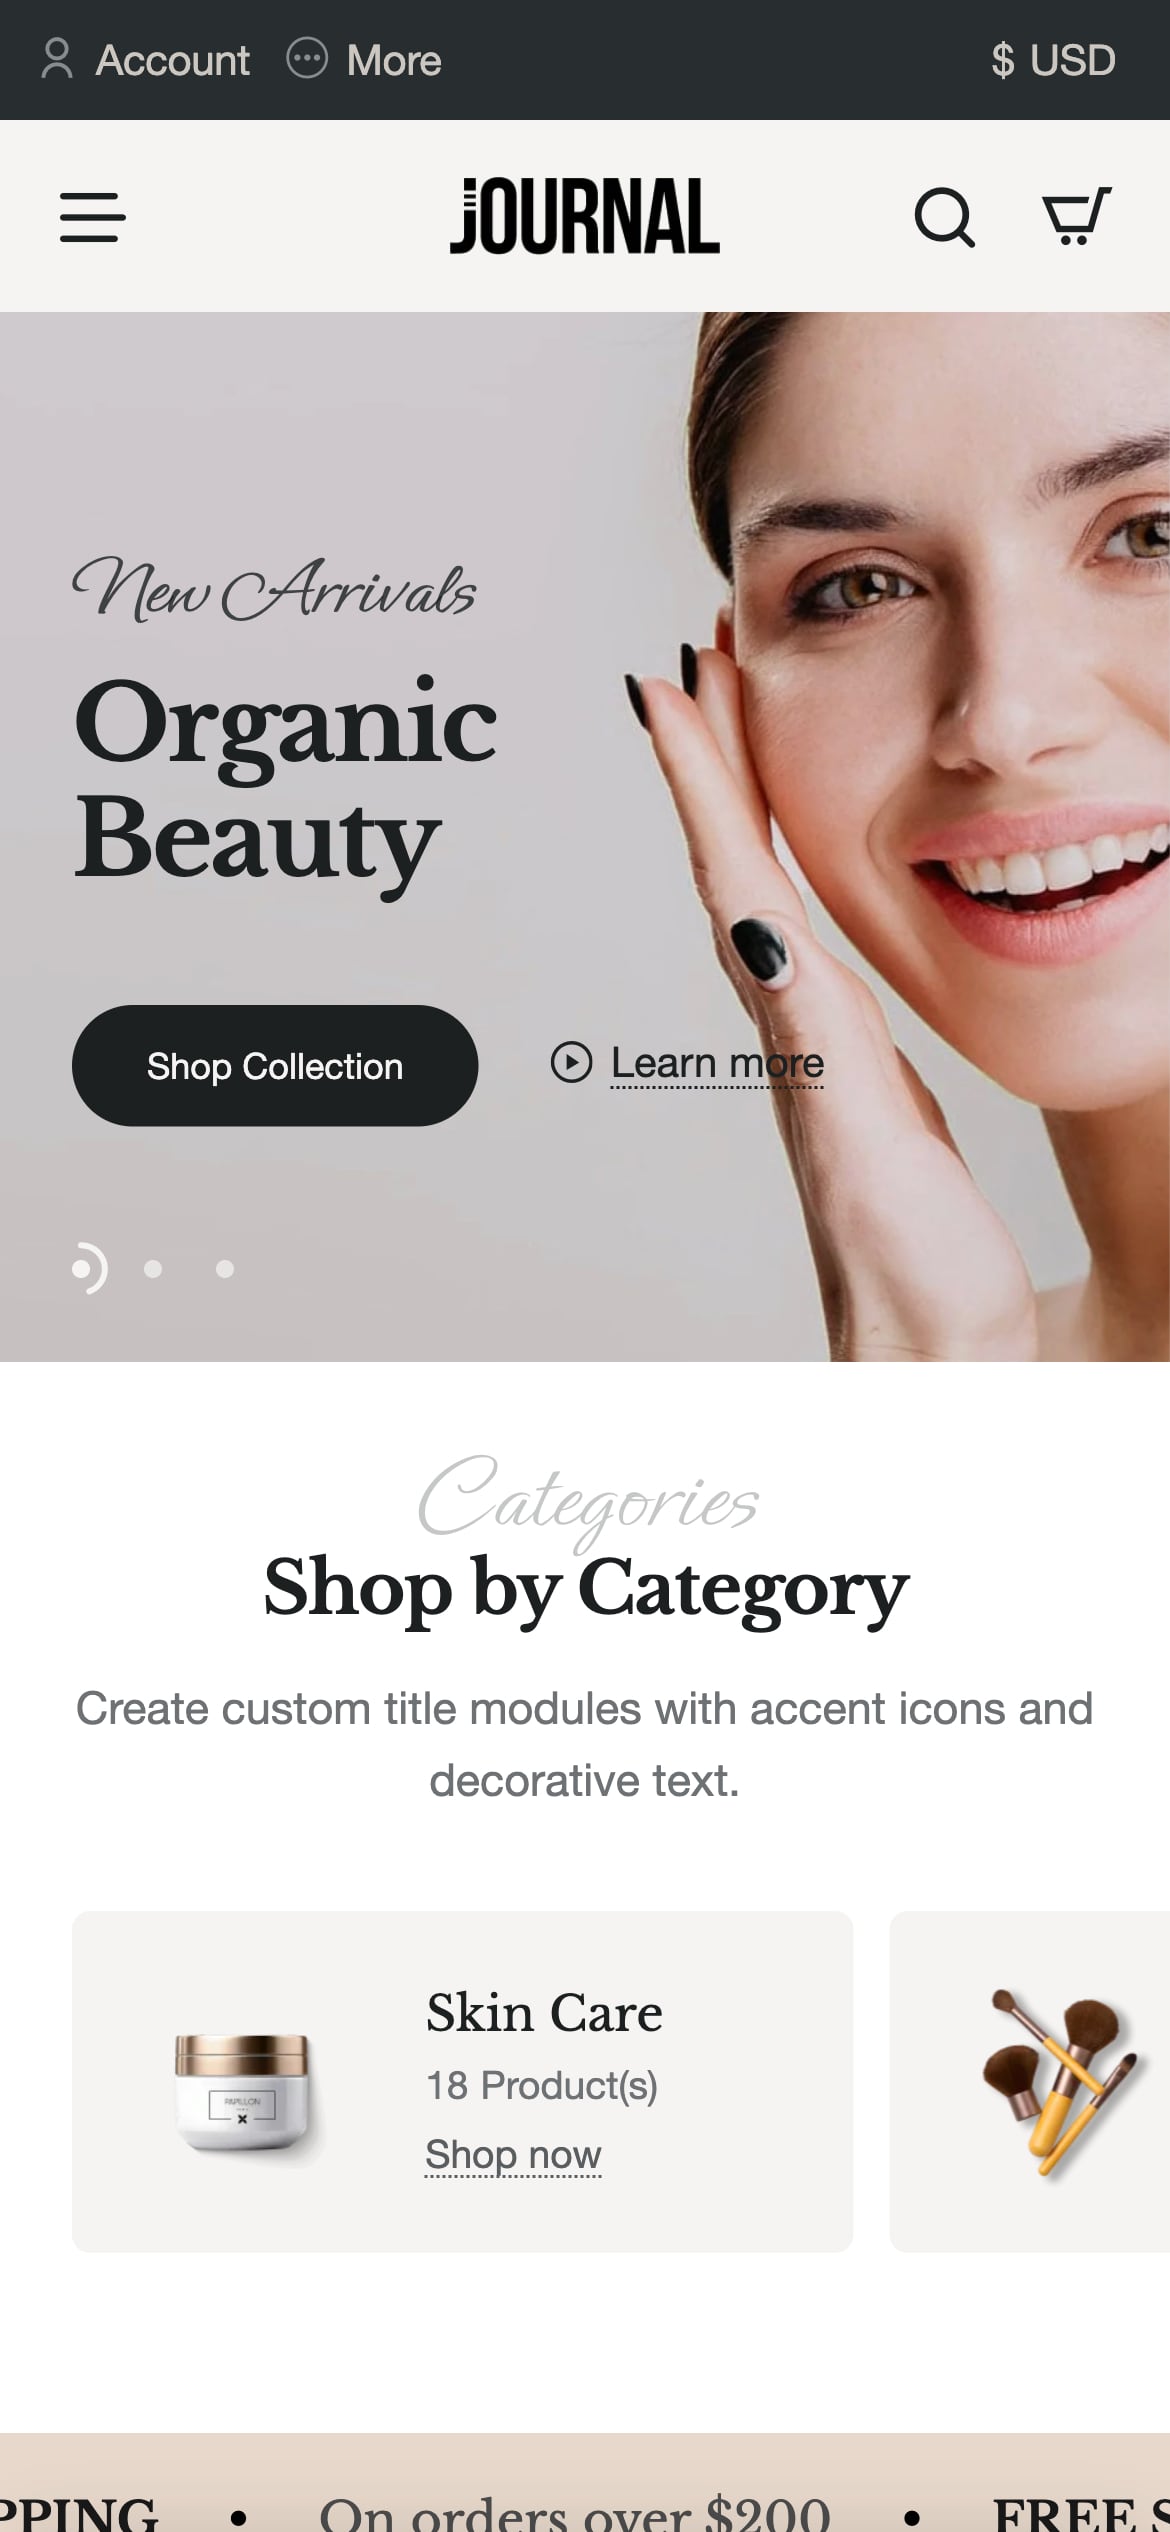 Account More $ USD
JOURNAL
New Arrivals
Organic
Beauty
Shop Collection Learn more
Categories
Shop by Category
Create custom title modules with accent icons and
decorative text.
Skin Care
18 Product(s)
Shop now
PAPILLON
PPING • On orders over $200 • FREE S